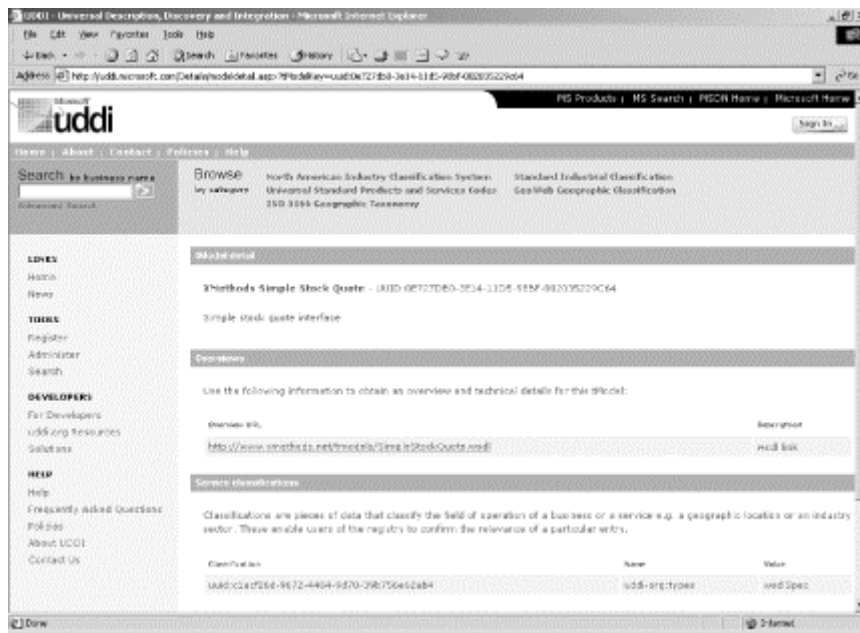 UDDI - Universal Description, Discovery and Integration - Microsoft Internet Explorer
File Edit View Favorites Tools Help
Back Search Favorites History
Address
MS Products | MS Search | MSDN Home | Microsoft Home
Microsoft
uddi
Sign In
Home | About | Contact | Policies | Help
Search by business name
Advanced Search
Browse
by category
North American Industry Classification System
Universal Standard Products and Services Codes
ISO 3166 Geographic Taxonomy
Standard Industrial Classification
GeoWeb Geographic Classification
LINKS
Home
News
TOOLS
Register
Administer
Search
DEVELOPERS
For Developers
uddi.org Resources
Solutions
HELP
Help
Frequently Asked Questions
Policies
About UDDI
Contact Us
tModel detail
XMethods Simple Stock Quote - UUID:0E727DB0-3E14-11D5-98BF-002035229C64
Simple stock quote interface
Overviews
Use the following information to obtain an overview and technical details for this tModel:
Overview URL
Description
http://www.xmethods.net/tmodels/SimpleStockQuote.wsdl
wsdl link
Service classifications
Classifications are pieces of data that classify the field of operation of a business or a service e.g. a geographic location or an industry
sector. These enable users of the registry to confirm the relevance of a particular entry.
Classification
Name
Value
uddi-org:types
wsdlSpec
Done
Internet